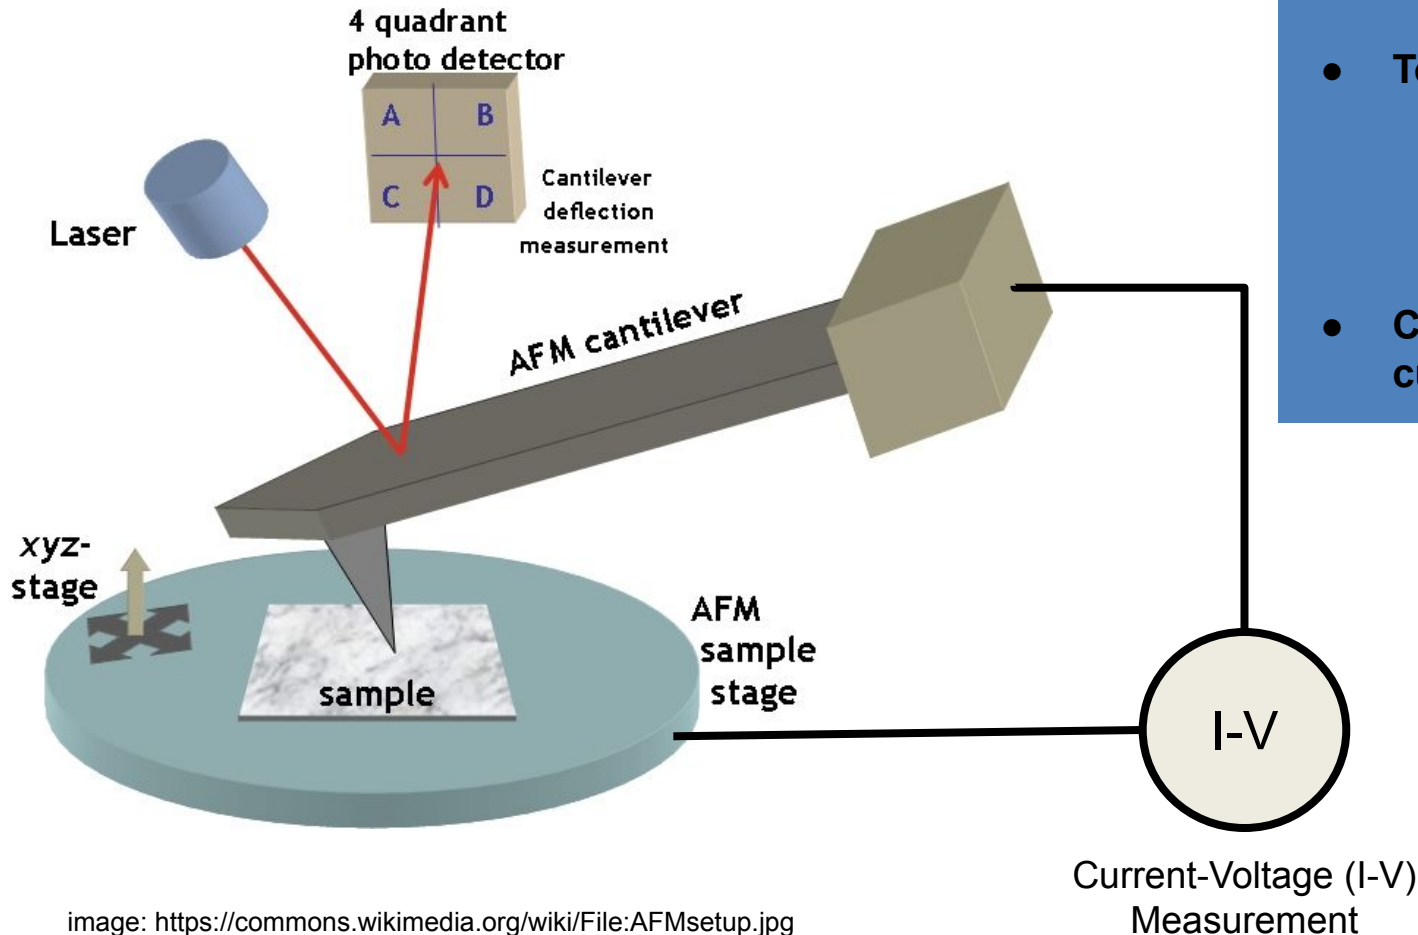 4 quadrant
photo detector
A B
C D
Cantilever
deflection
measurement
Laser
AFM cantilever
xyz-
stage
AFM
sample
stage
sample
I-V
Current-Voltage (I-V)
Measurement
image: https://commons.wikimedia.org/wiki/File:AFMsetup.jpg